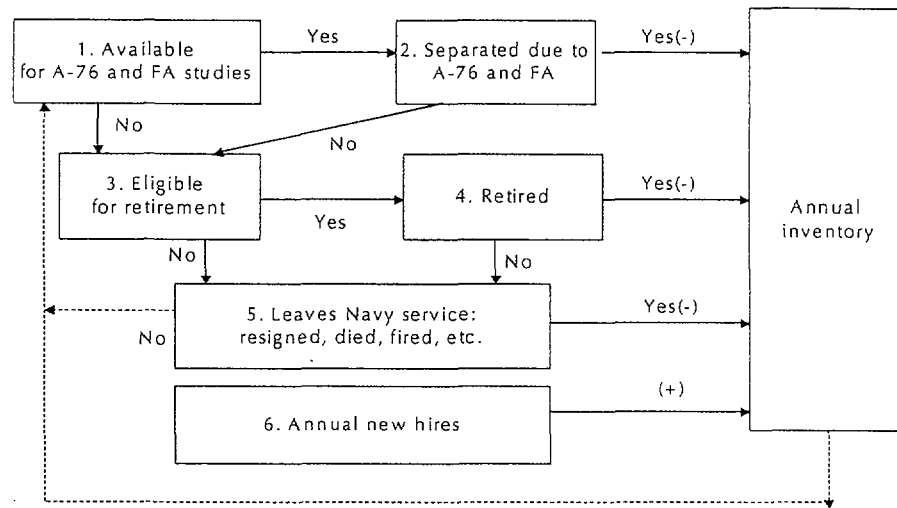 1. Available
for A-76 and FA studies
Yes
2. Separated due to
A-76 and FA
Yes(-)
No
No
3. Eligible
for retirement
Yes
4. Retired
Yes(-)
Annual
inventory
No
No
5. Leaves Navy service:
resigned, died, fired, etc.
Yes(-)
No
6. Annual new hires
(+)